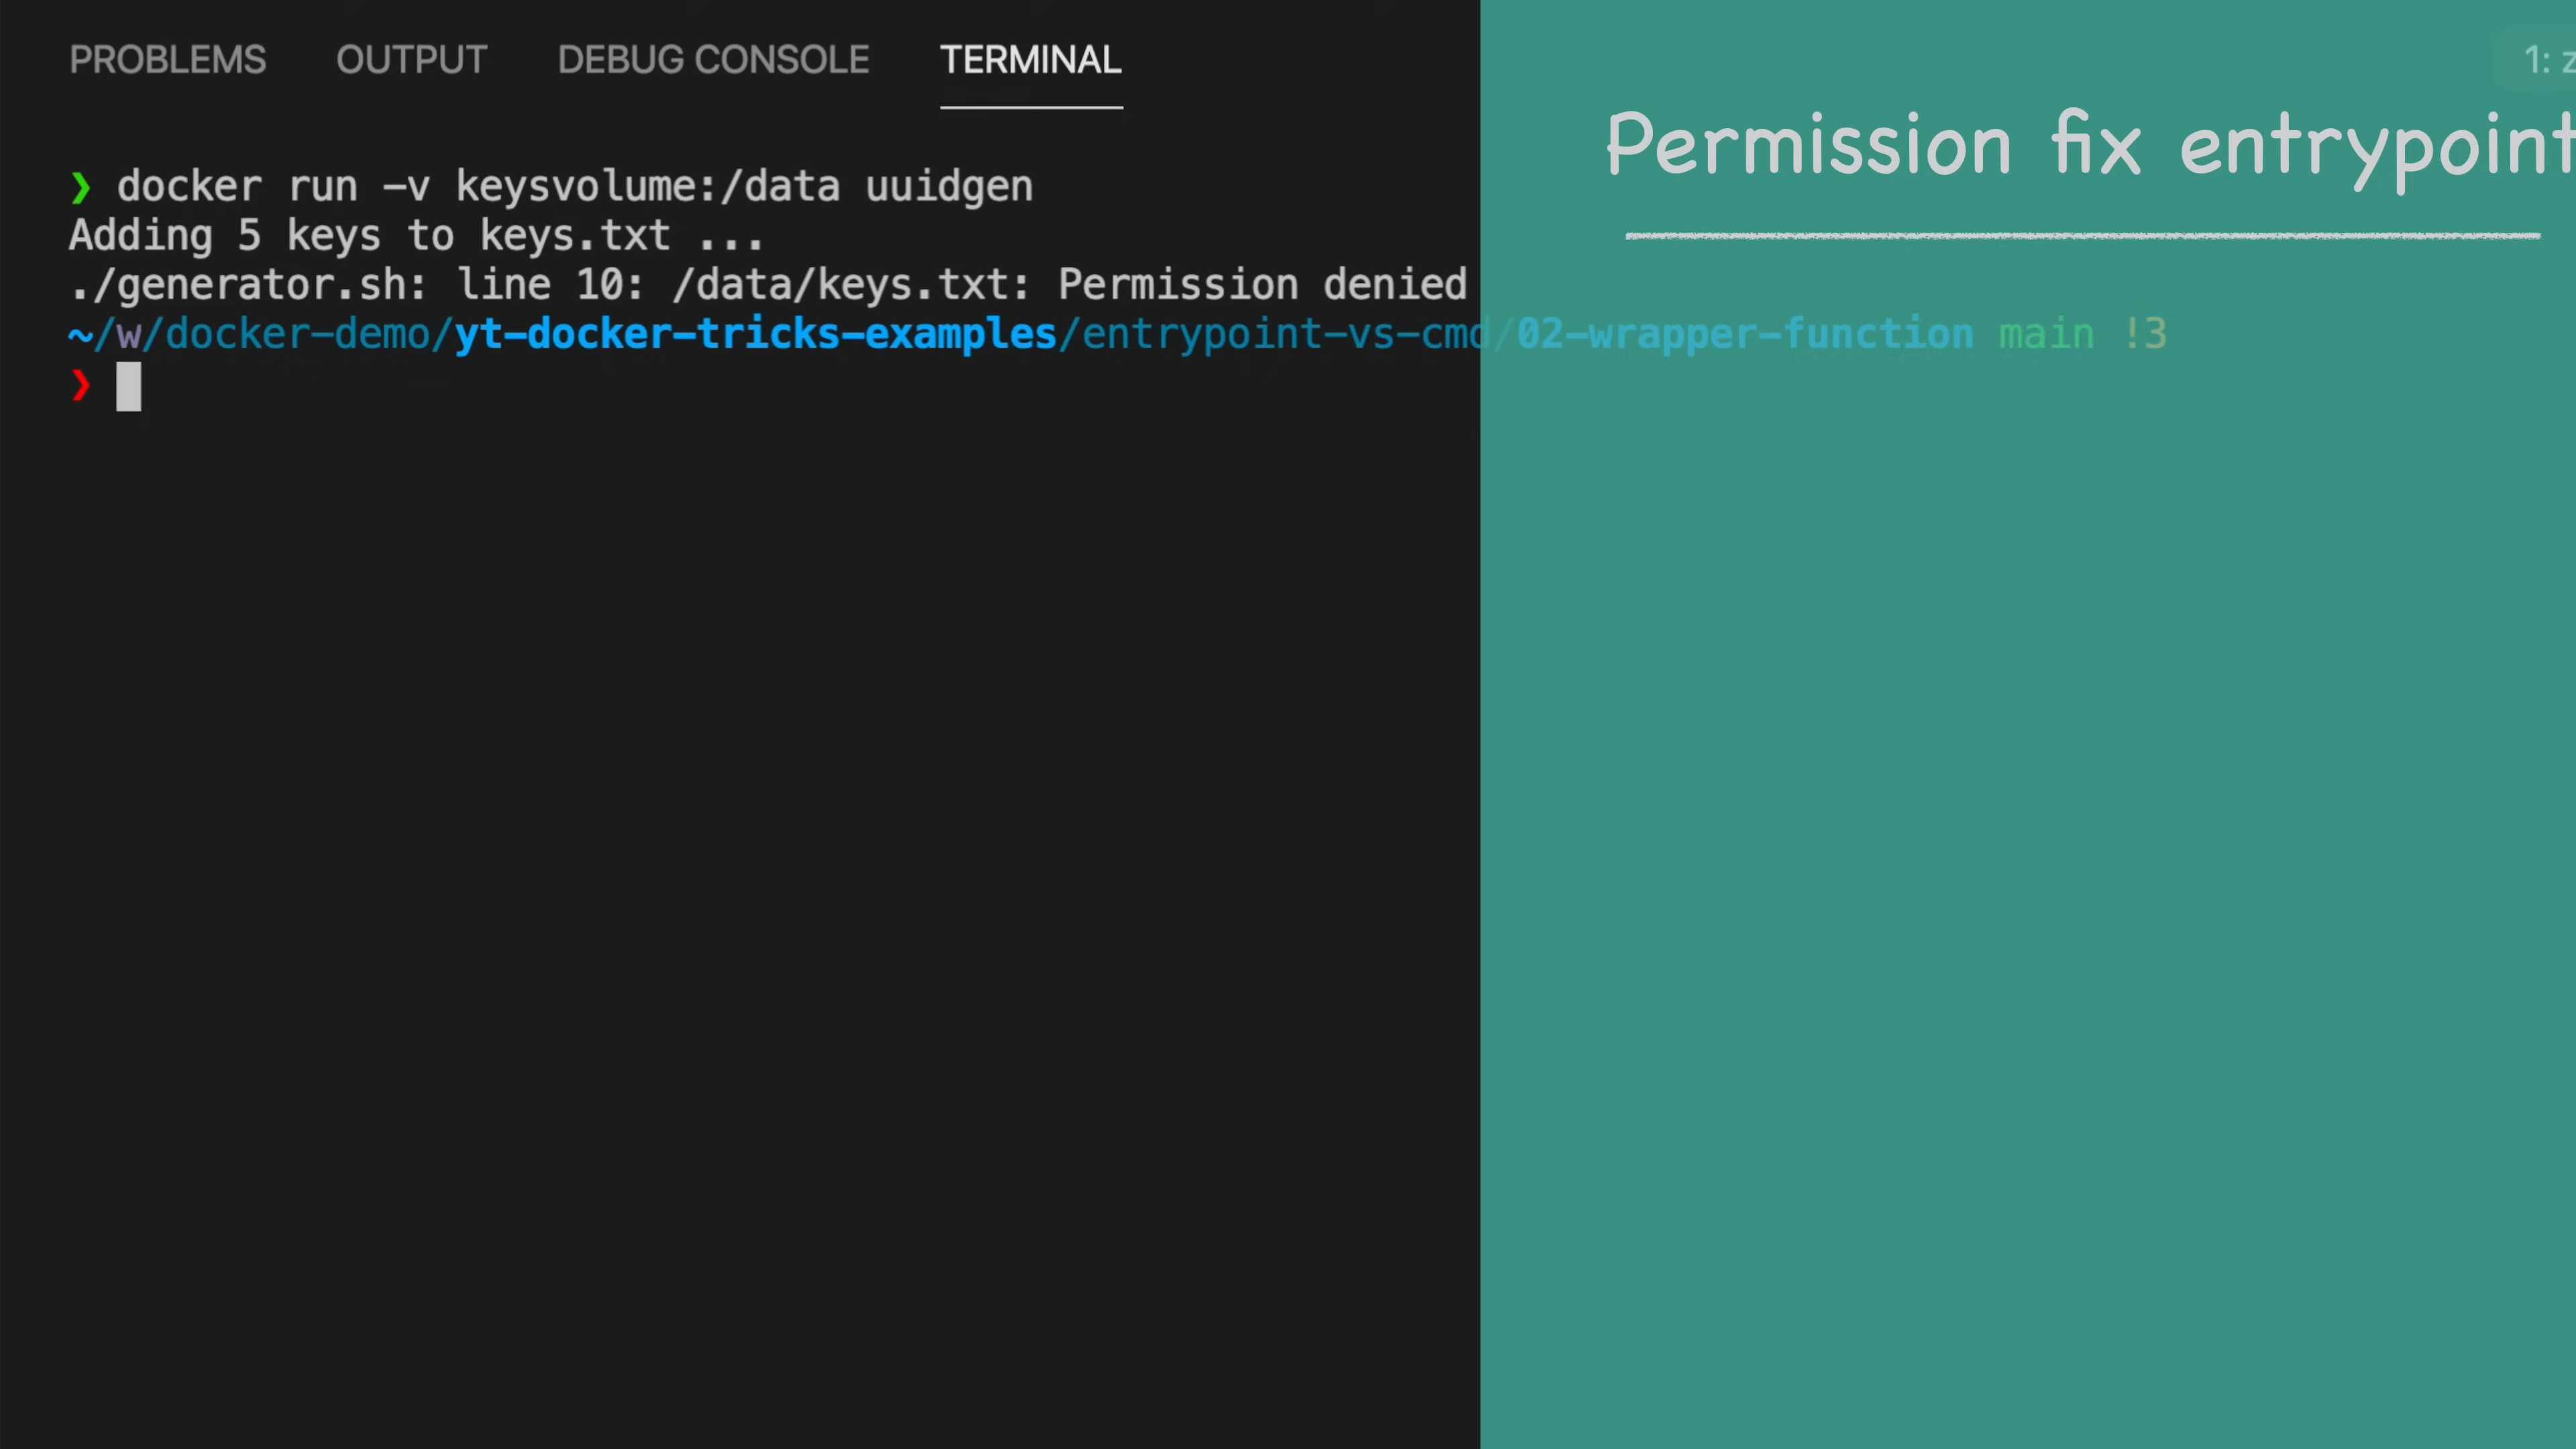 PROBLEMS OUTPUT DEBUG CONSOLE TERMINAL 1: z
Permission fix entrypoint
❯ docker run -v keysvolume:/data uuidgen
Adding 5 keys to keys.txt ...
./generator.sh: line 10: /data/keys.txt: Permission denied
~/w/docker-demo/yt-docker-tricks-examples/entrypoint-vs-cmd/02-wrapper-function main !3
❯